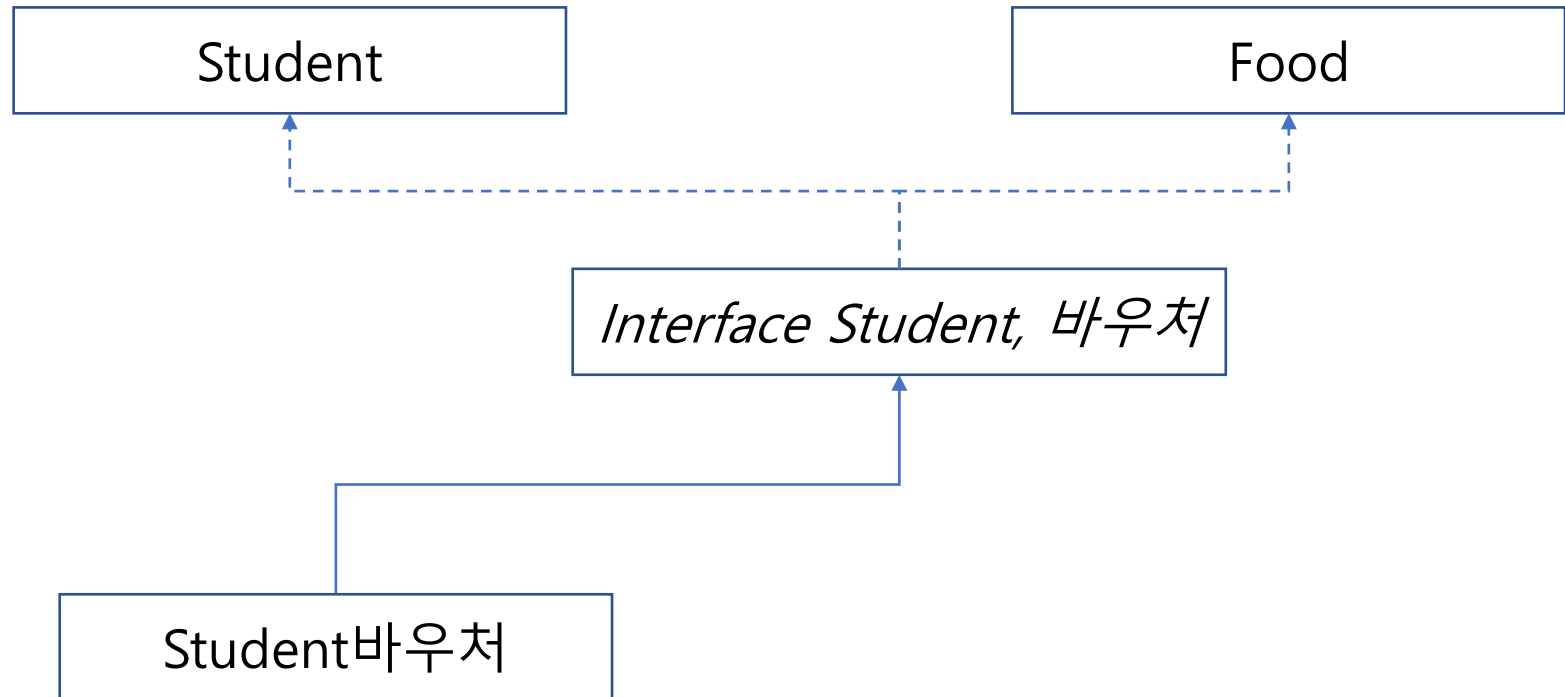 Student
Food
Interface Student, 바우처
Student바우처